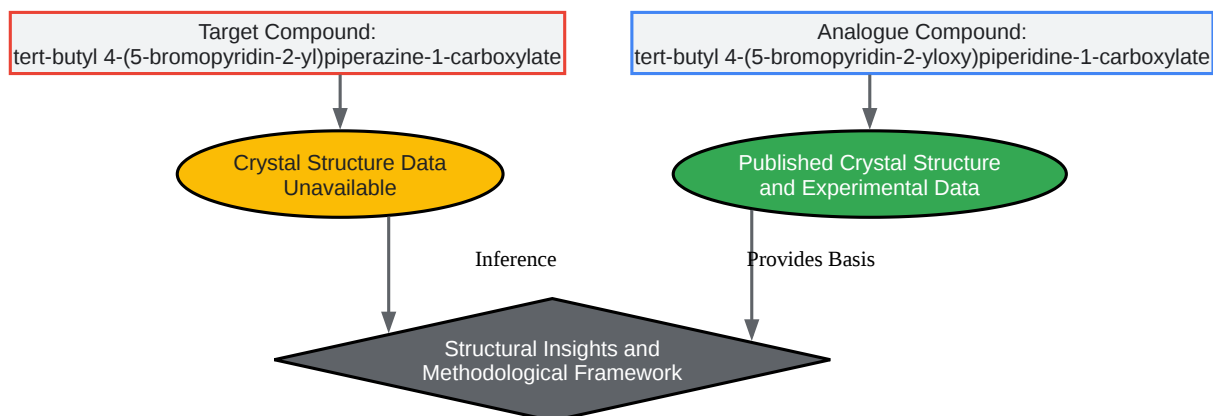 Target Compound:
tert-butyl 4-(5-bromopyridin-2-yl)piperazine-1-carboxylate
Analogue Compound:
tert-butyl 4-(5-bromopyridin-2-yloxy)piperidine-1-carboxylate
Crystal Structure Data
Unavailable
Published Crystal Structure
and Experimental Data
Inference
Provides Basis
Structural Insights and
Methodological Framework